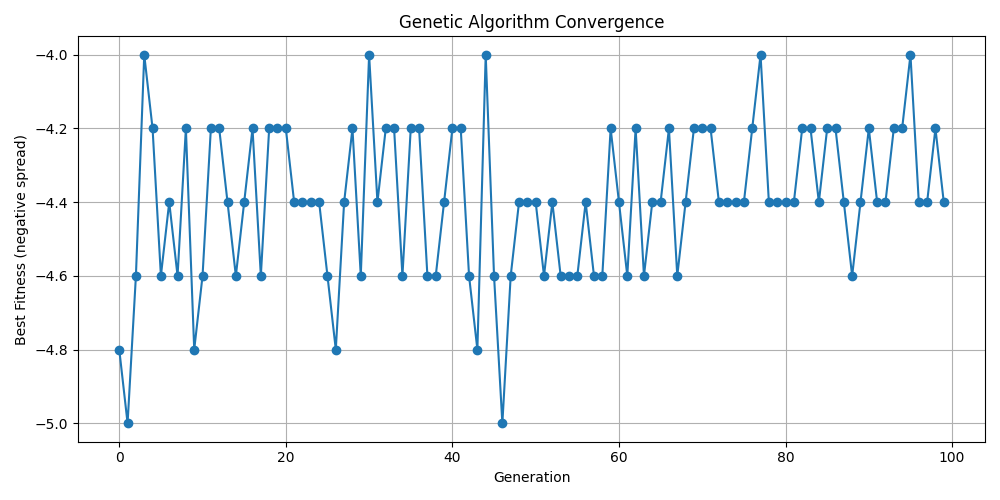 Genetic Algorithm Convergence
−4.0
−4.2
−4.4
−4.6
−4.8
−5.0
Best Fitness (negative spread)
0 20 40 60 80 100
Generation